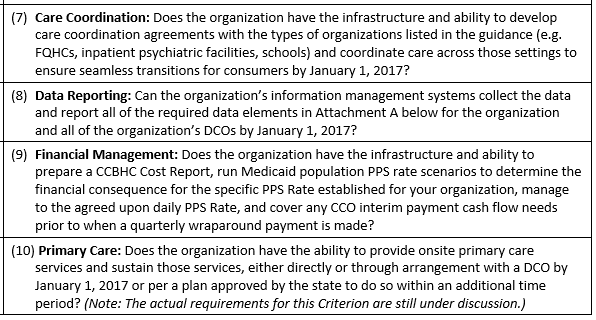 (7) Care Coordination: Does the organization have the infrastructure and ability to develop
care coordination agreements with the types of organizations listed in the guidance (e.g.
FQHCs, inpatient psychiatric facilities, schools) and coordinate care across those settings to
ensure seamless transitions for consumers by January 1, 2017?
(8) Data Reporting: Can the organization’s information management systems collect the data
and report all of the required data elements in Attachment A below for the organization
and all of the organization’s DCOs by January 1, 2017?
(9) Financial Management: Does the organization have the infrastructure and ability to
prepare a CCBHC Cost Report, run Medicaid population PPS rate scenarios to determine the
financial consequence for the specific PPS Rate established for your organization, manage
to the agreed upon daily PPS Rate, and cover any CCO interim payment cash flow needs
prior to when a quarterly wraparound payment is made?
(10) Primary Care: Does the organization have the ability to provide onsite primary care
services and sustain those services, either directly or through arrangement with a DCO by
January 1, 2017 or per a plan approved by the state to do so within an additional time
period? (Note: The actual requirements for this Criterion are still under discussion.)